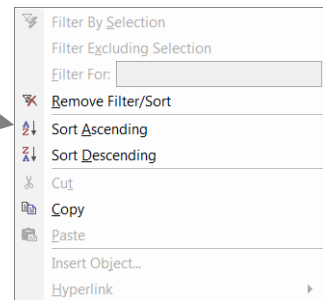 Filter By Selection
Filter Excluding Selection
Filter For:
Remove Filter/Sort
Sort Ascending
Sort Descending
Cut
Copy
Paste
Insert Object...
Hyperlink